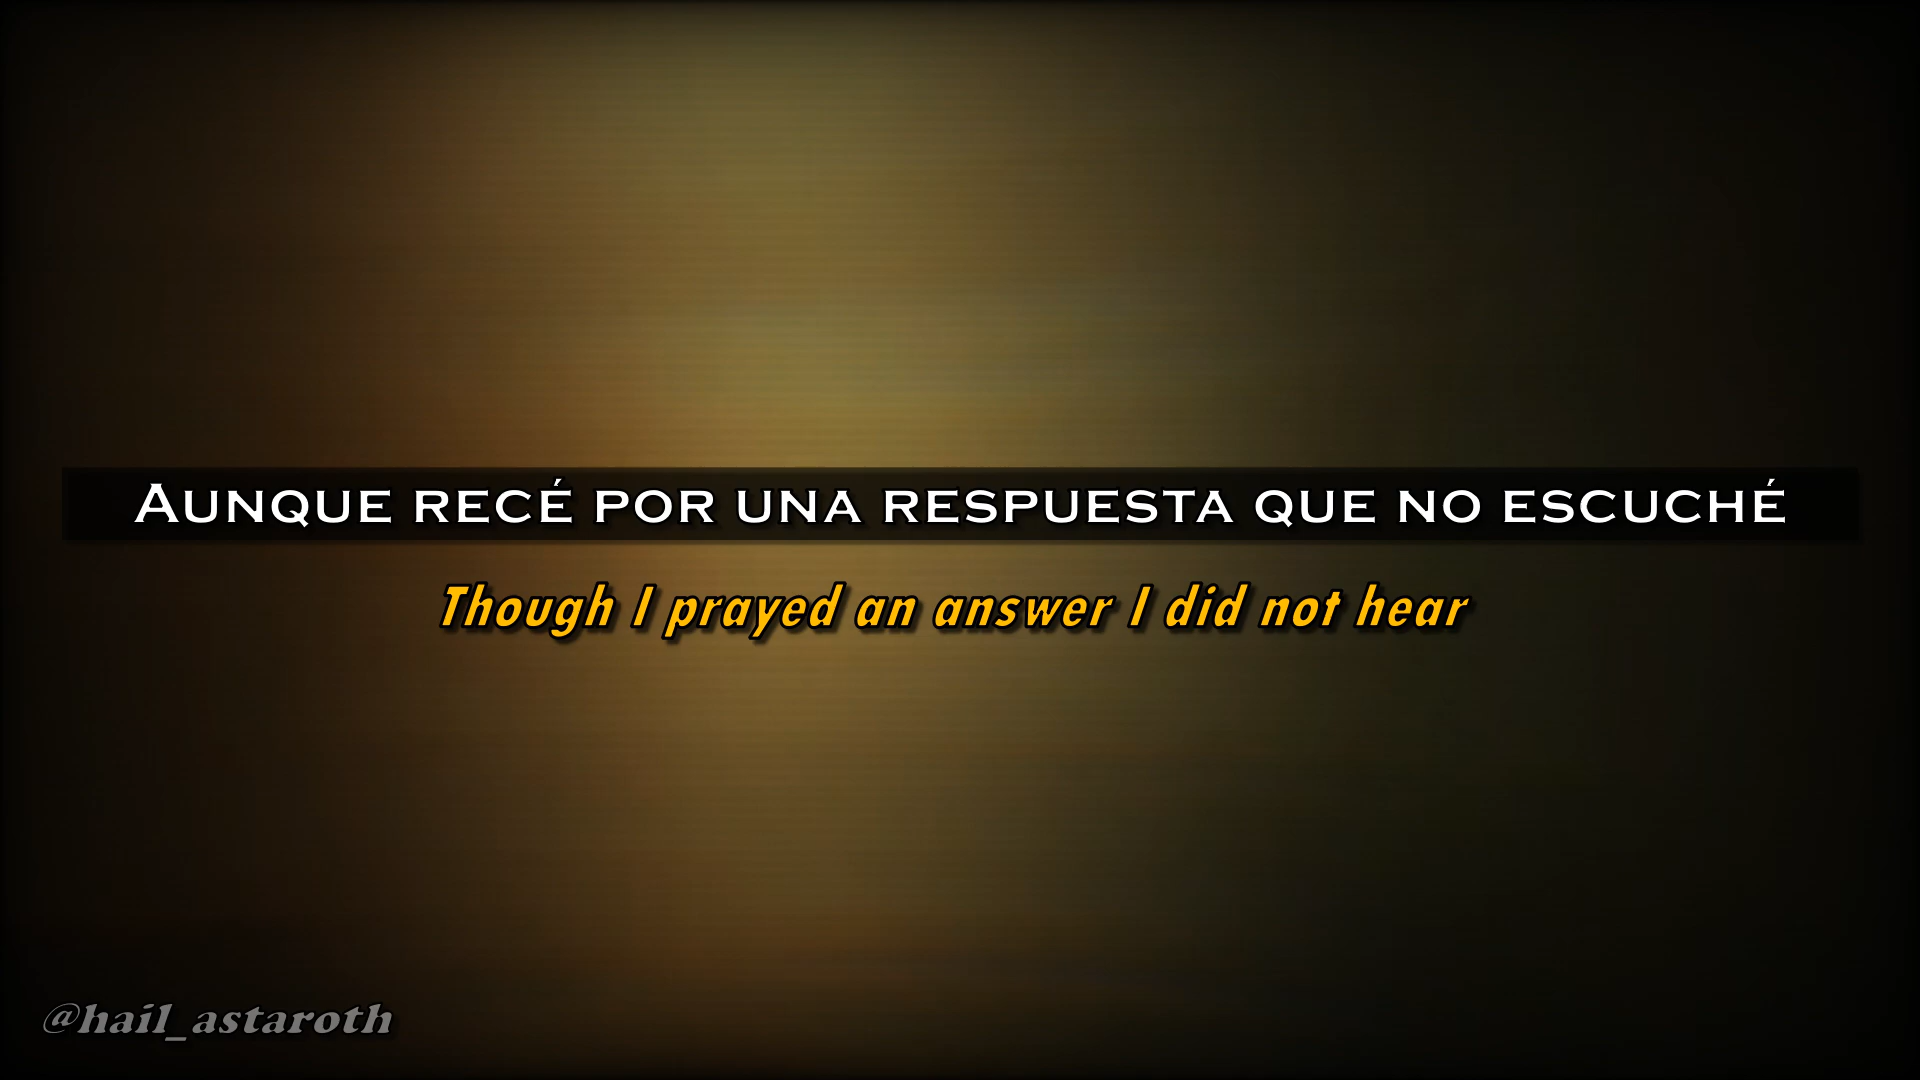 Aunque recé por una respuesta que no escuché
Though I prayed an answer I did not hear
@hail_astaroth